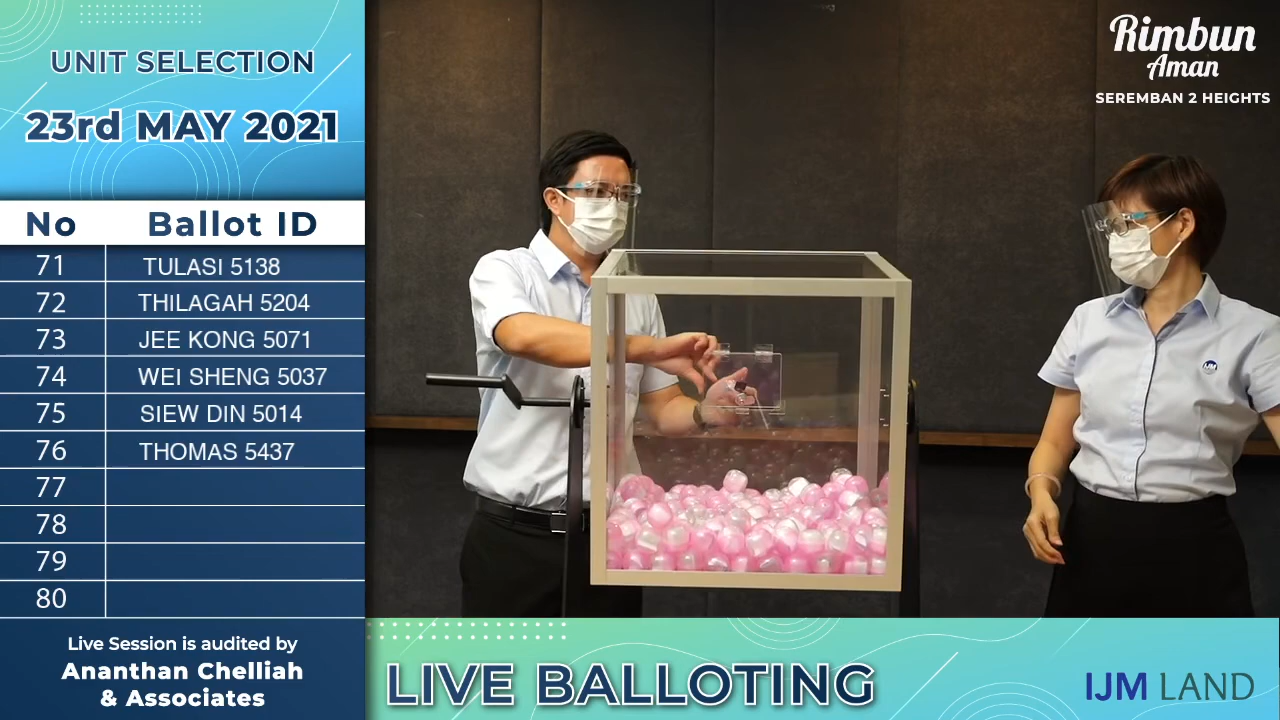 UNIT SELECTION
23rd MAY 2021
No Ballot ID
71 TULASI 5138
72 THILAGAH 5204
73 JEE KONG 5071
74 WEI SHENG 5037
75 SIEW DIN 5014
76 THOMAS 5437
77
78
79
80
Live Session is audited by
Ananthan Chelliah
& Associates
Rimbun
Aman
SEREMBAN 2 HEIGHTS
IJM
LIVE BALLOTING
IJM LAND